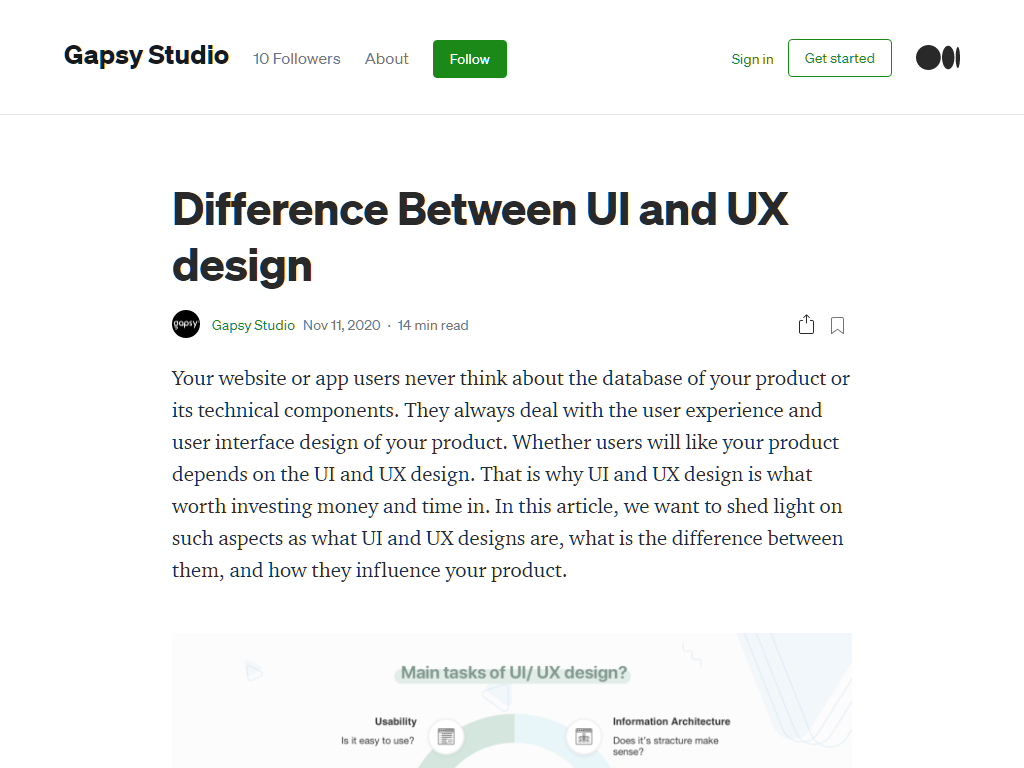 Gapsy Studio 10 Followers About Follow Sign in Get started
Difference Between UI and UX
design
gapsy Gapsy Studio Nov 11, 2020 · 14 min read
Your website or app users never think about the database of your product or
its technical components. They always deal with the user experience and
user interface design of your product. Whether users will like your product
depends on the UI and UX design. That is why UI and UX design is what
worth investing money and time in. In this article, we want to shed light on
such aspects as what UI and UX designs are, what is the difference between
them, and how they influence your product.
Main tasks of UI/ UX design?
Usability
Is it easy to use?
Information Architecture
Does it's stracture make
sense?